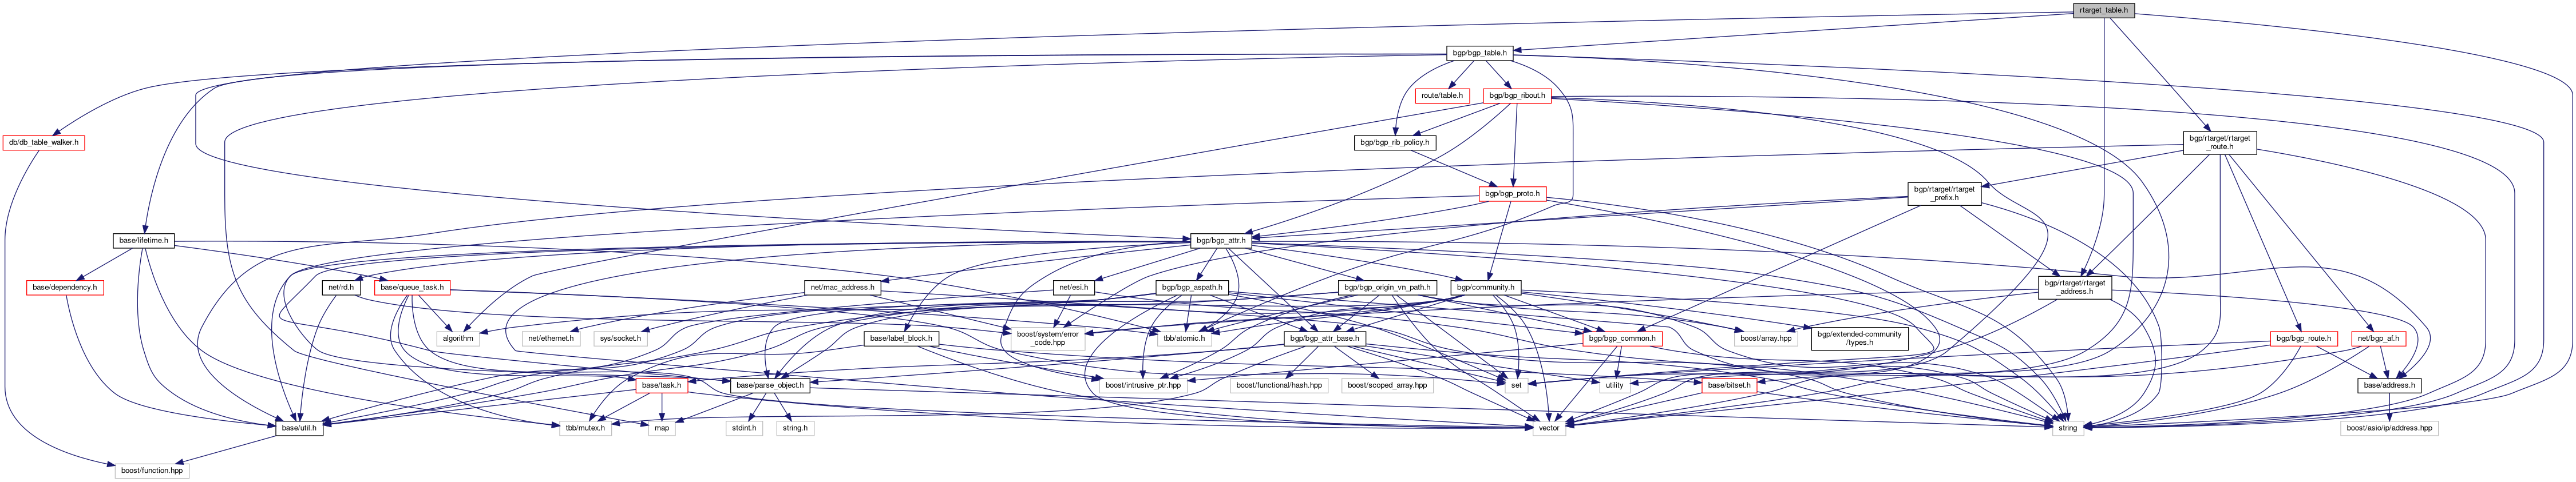 rtarget_table.h
bgp/bgp_table.h
route/table.h
bgp/bgp_ribout.h
db/db_table_walker.h
bgp/bgp_rib_policy.h
bgp/rtarget/rtarget
_route.h
bgp/bgp_proto.h
bgp/rtarget/rtarget
_prefix.h
base/lifetime.h
bgp/bgp_attr.h
base/dependency.h
net/rd.h
base/queue_task.h
net/mac_address.h
net/esi.h
bgp/bgp_aspath.h
bgp/bgp_origin_vn_path.h
bgp/community.h
bgp/rtarget/rtarget
_address.h
algorithm
net/ethernet.h
sys/socket.h
base/label_block.h
boost/system/error
_code.hpp
tbb/atomic.h
bgp/bgp_attr_base.h
bgp/bgp_common.h
boost/array.hpp
bgp/extended-community
/types.h
bgp/bgp_route.h
net/bgp_af.h
base/task.h
base/parse_object.h
boost/intrusive_ptr.hpp
boost/functional/hash.hpp
boost/scoped_array.hpp
set
utility
base/bitset.h
base/address.h
base/util.h
tbb/mutex.h
map
stdint.h
string.h
vector
string
boost/asio/ip/address.hpp
boost/function.hpp